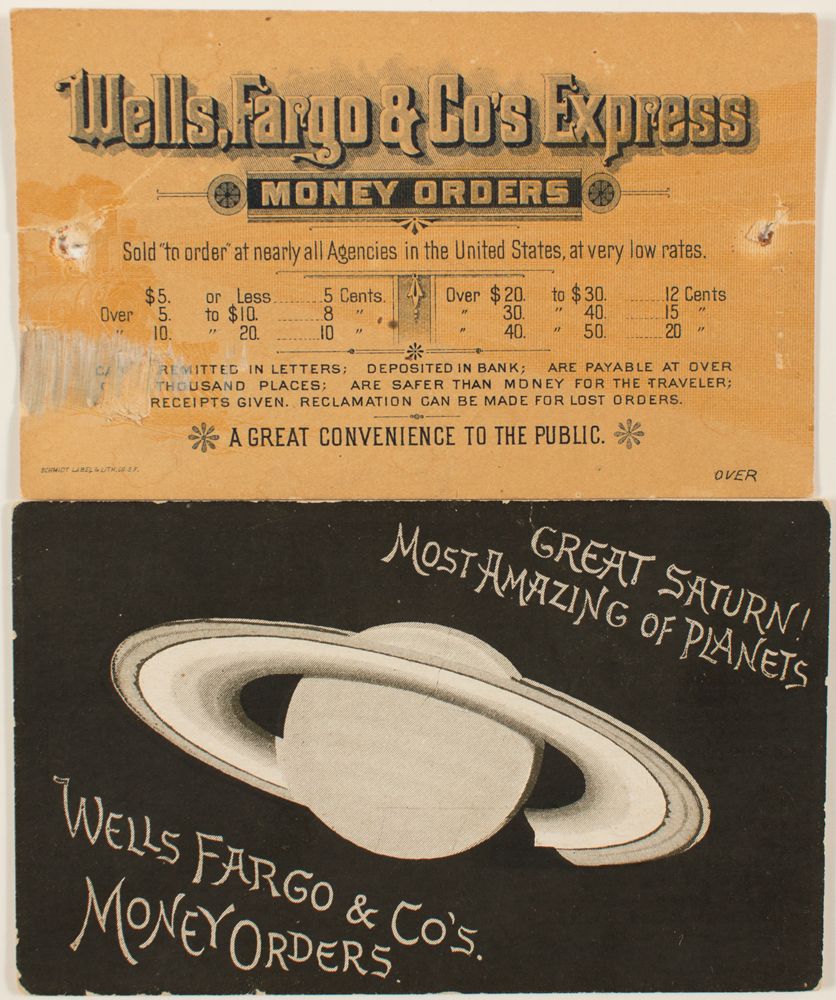 Wells, Fargo & Co's Express
MONEY ORDERS
Sold "to order" at nearly all Agencies in the United States, at very low rates.
$5. or Less 5 Cents. Over $20. to $30. 12 Cents
Over 5. to $10. 8 " " 30. " 40. 15 "
" 10. " 20. 10 " " 40. " 50. 20 "
REMITTED IN LETTERS; DEPOSITED IN BANK; ARE PAYABLE AT OVER
THOUSAND PLACES; ARE SAFER THAN MONEY FOR THE TRAVELER;
RECEIPTS GIVEN. RECLAMATION CAN BE MADE FOR LOST ORDERS.
A GREAT CONVENIENCE TO THE PUBLIC.
SCHMIDT LABEL & LITH. CO. S.F.
OVER
GREAT SATURN!
MOST AMAZING OF PLANETS
WELLS FARGO & CO'S.
MONEY ORDERS